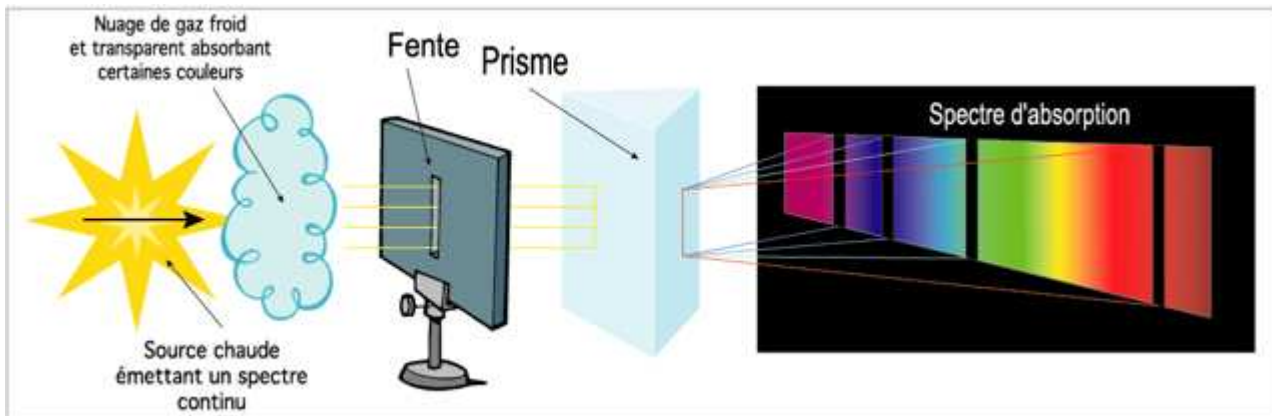 Nuage de gaz froid
et transparent absorbant
certaines couleurs
Fente
Prisme
Spectre d'absorption
Source chaude
émettant un spectre
continu